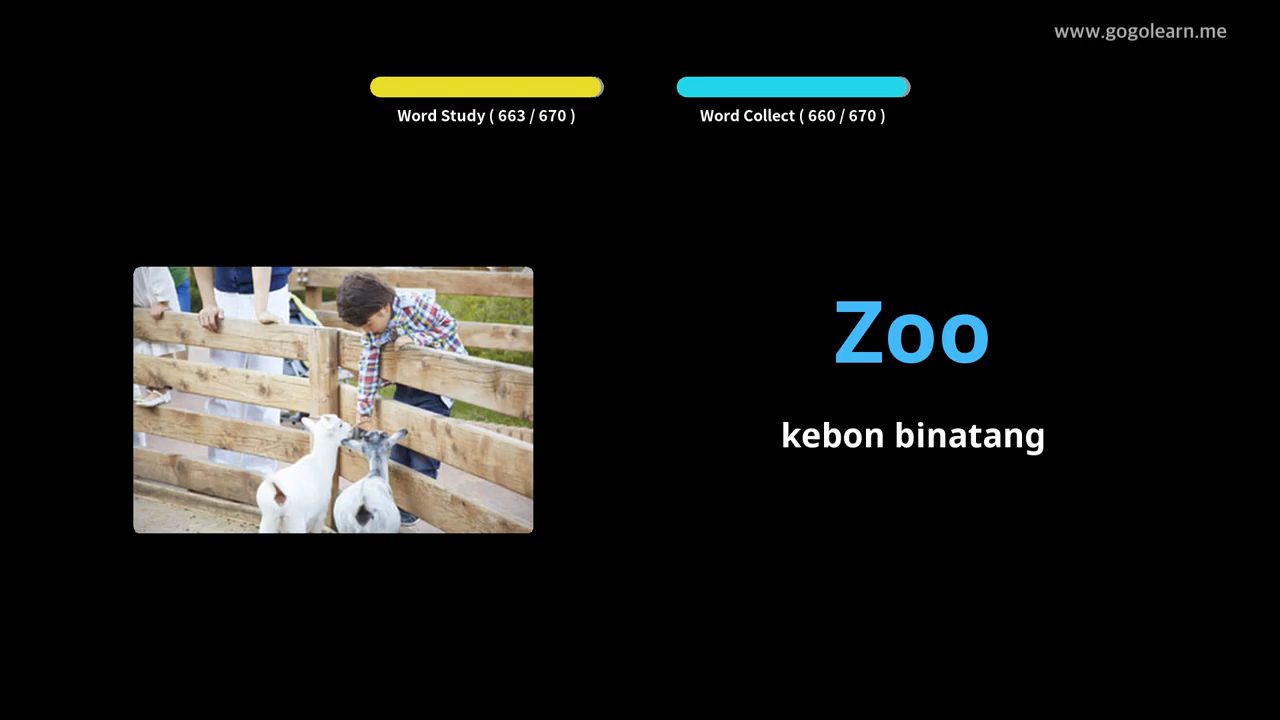 www.gogolearn.me
Word Study ( 663 / 670 )
Word Collect ( 660 / 670 )
Zoo
kebon binatang